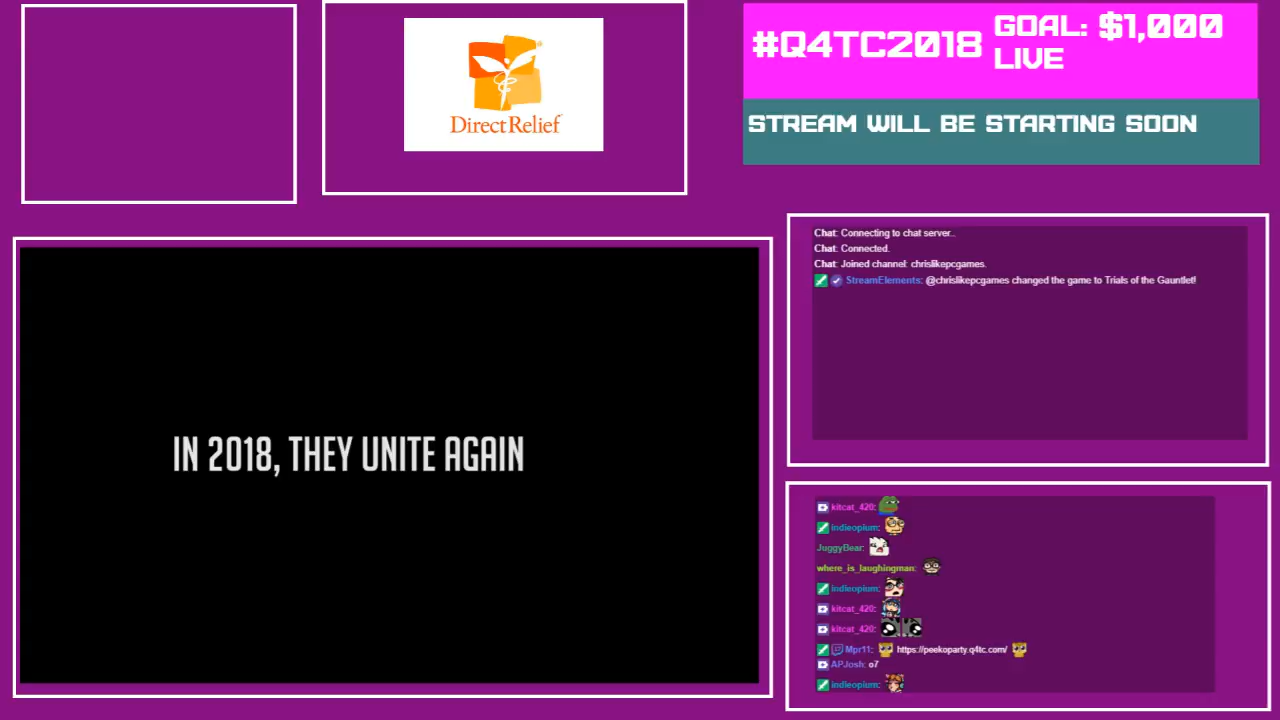 DirectRelief
#Q4TC2018
GOAL: $1,000
LIVE
STREAM WILL BE STARTING SOON
IN 2018, THEY UNITE AGAIN
Chat: Connecting to chat server..
Chat: Connected.
Chat: Joined channel: chrislikepcgames.
StreamElements: @chrislikepcgames changed the game to Trials of the Gauntlet!
kitcat_420:
indieopium:
JuggyBear:
where_is_laughingman:
indieopium:
kitcat_420:
kitcat_420:
Mpr11: https://peekoparty.q4tc.com/
APJosh: o7
indieopium: